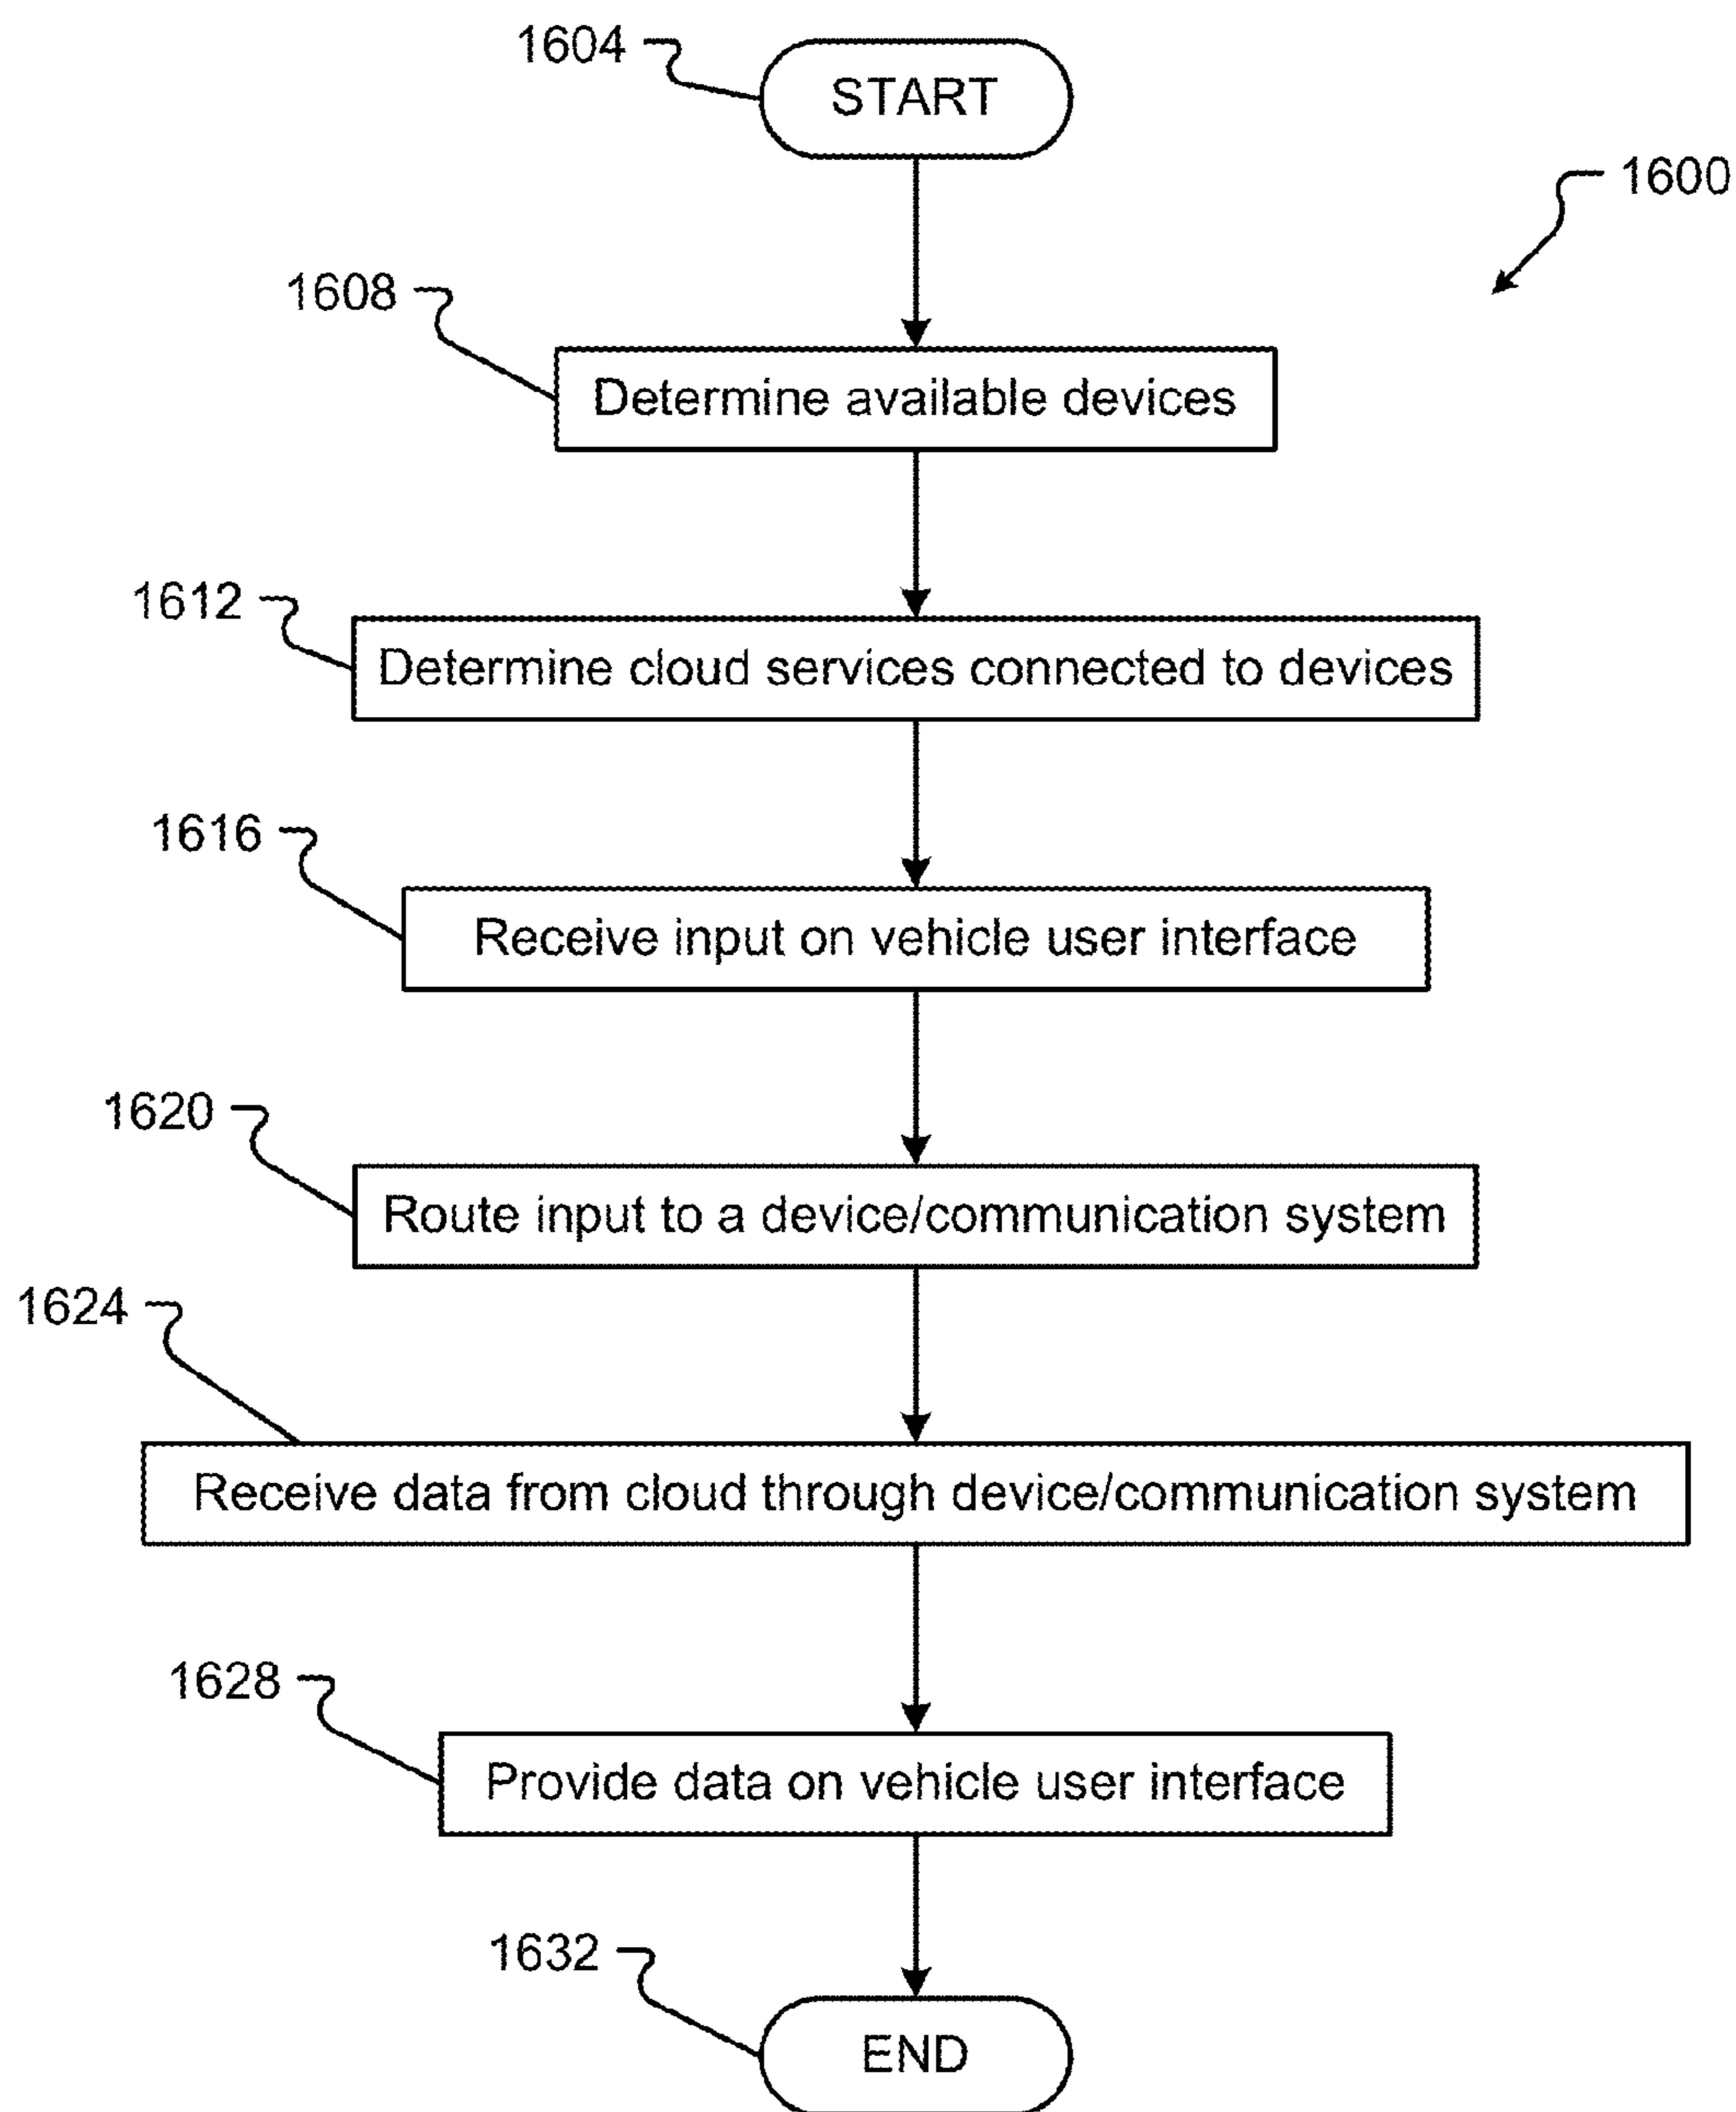 1604
START
1600
1608
Determine available devices
1612
Determine cloud services connected to devices
1616
Receive input on vehicle user interface
1620
Route input to a device/communication system
1624
Receive data from cloud through device/communication system
1628
Provide data on vehicle user interface
1632
END